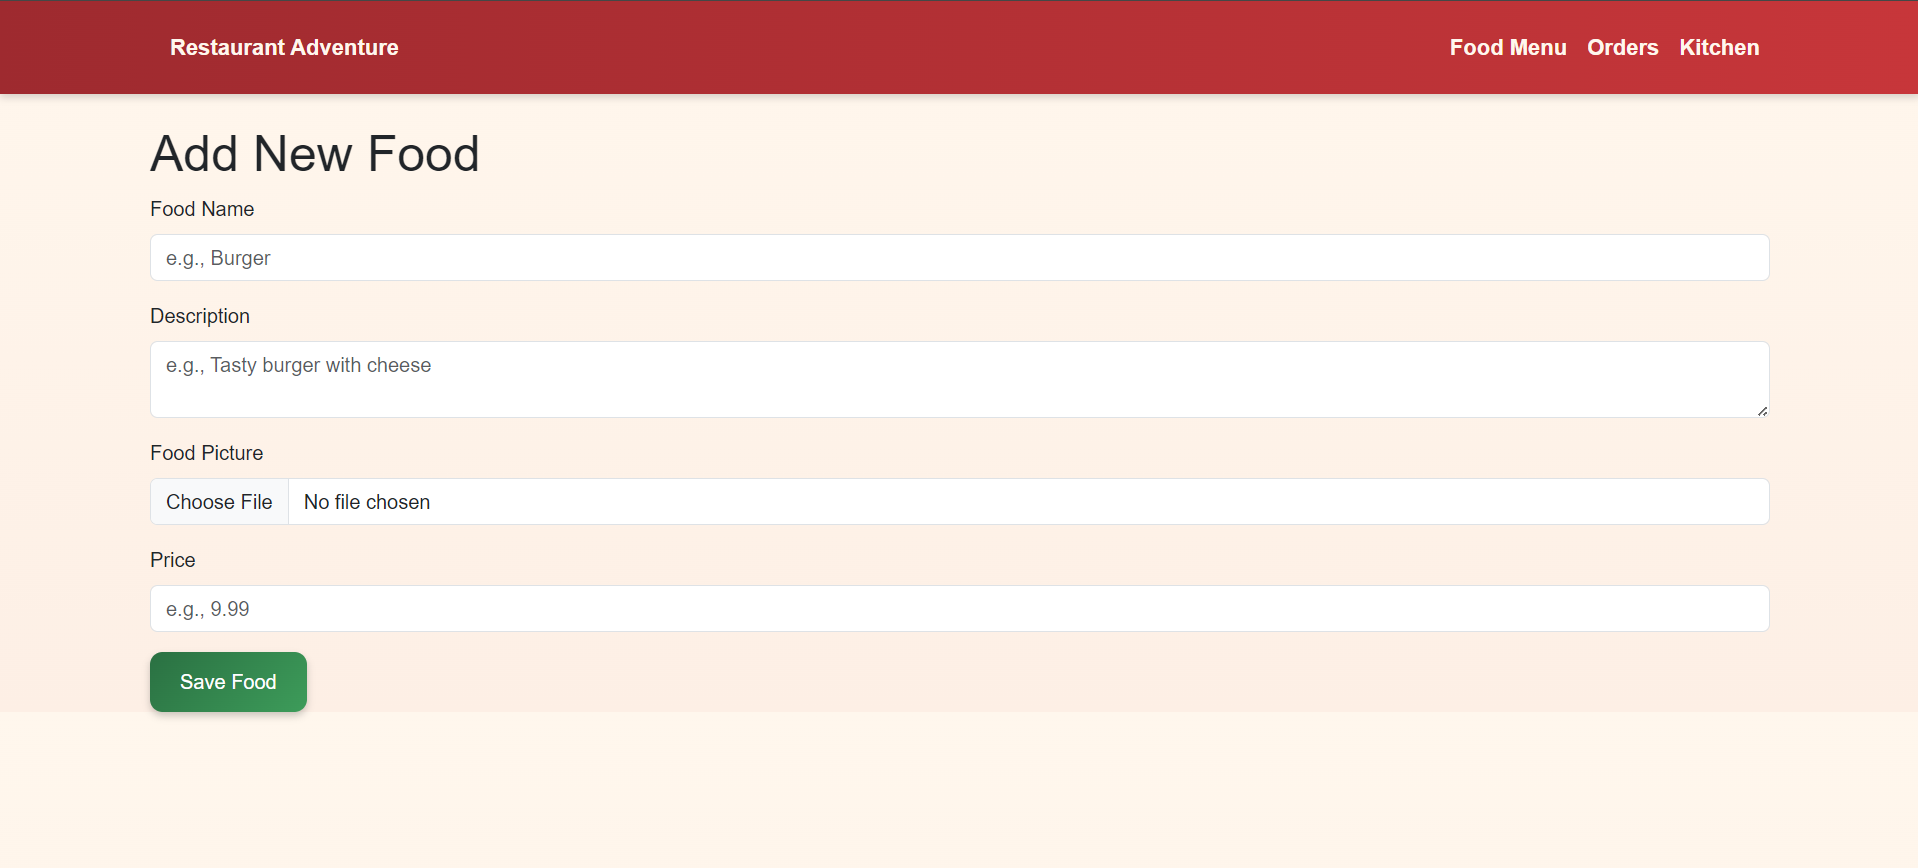 Restaurant Adventure Food Menu Orders Kitchen
Add New Food
Food Name
e.g., Burger
Description
e.g., Tasty burger with cheese
Food Picture
Choose File No file chosen
Price
e.g., 9.99
Save Food